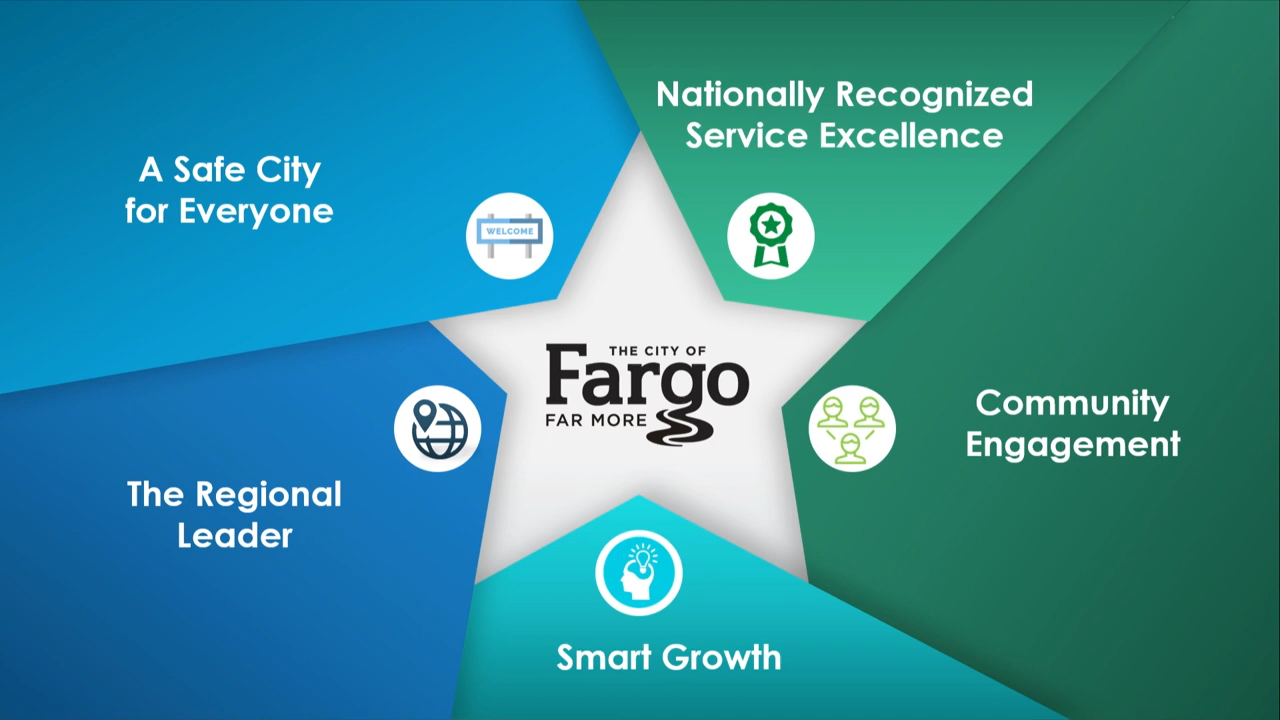 Nationally Recognized
Service Excellence
A Safe City
for Everyone
WELCOME
THE CITY OF
Fargo
FAR MORE
Community
Engagement
The Regional
Leader
Smart Growth